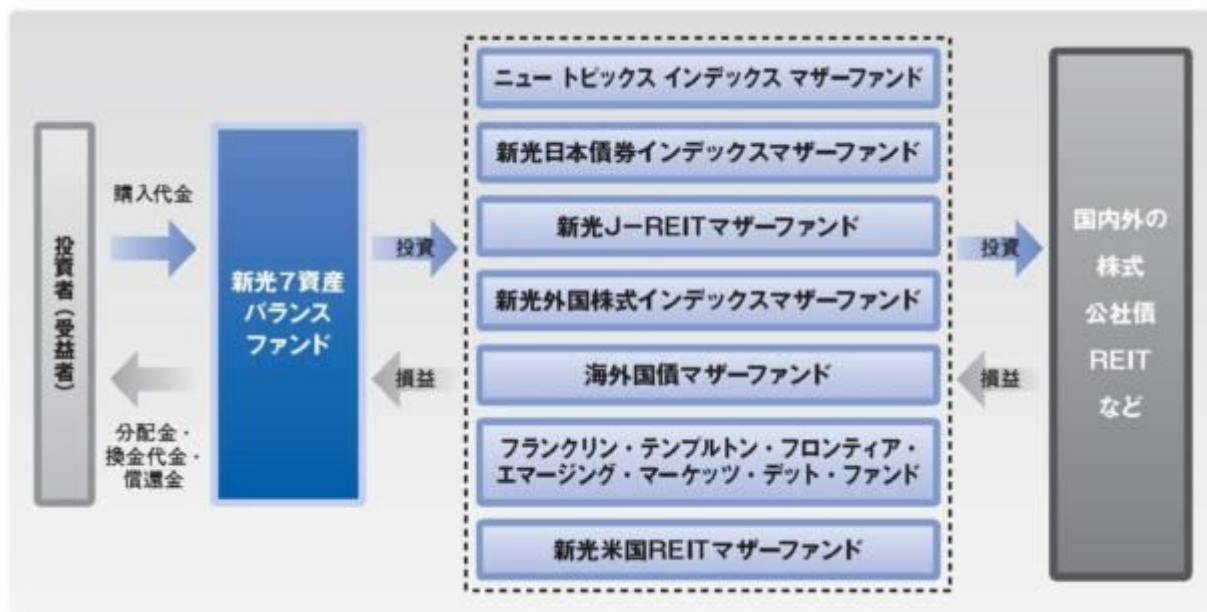 投資者（受益者）
購入代金
分配金・
換金代金・
償還金
新光7資産
バランス
ファンド
投資
損益
ニュー トピックス インデックス マザーファンド
新光日本債券インデックスマザーファンド
新光J－REITマザーファンド
新光外国株式インデックスマザーファンド
海外国債マザーファンド
フランクリン・テンプルトン・フロンティア・
エマージング・マーケッツ・デット・ファンド
新光米国REITマザーファンド
投資
損益
国内外の
株式
公社債
REIT
など